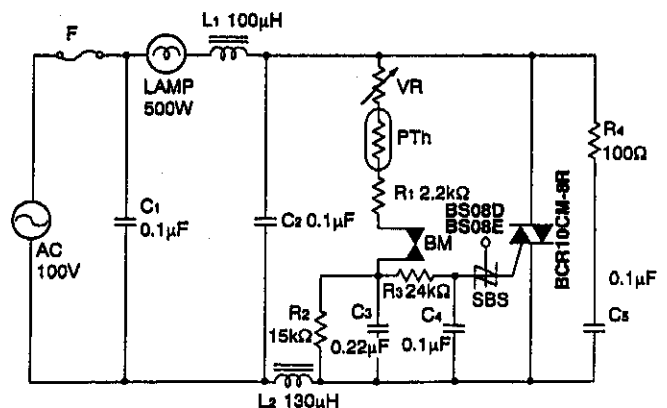 F
L1 100μH
LAMP
500W
VR
PTh
R4
100Ω
R1 2.2kΩ
BS08D
BS08E
BCR10CM-8R
C1
0.1μF
C2 0.1μF
BM
AC
100V
R3 24kΩ
SBS
0.1μF
C5
R2
15kΩ
C3
0.22μF
C4
0.1μF
L2 130μH